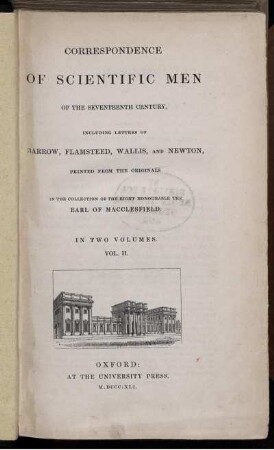 CORRESPONDENCE
OF SCIENTIFIC MEN
OF THE SEVENTEENTH CENTURY,
INCLUDING LETTERS OF
BARROW, FLAMSTEED, WALLIS, AND NEWTON,
PRINTED FROM THE ORIGINALS
IN THE COLLECTION OF THE RIGHT HONOURABLE THE
EARL OF MACCLESFIELD.
IN TWO VOLUMES.
VOL. II.
OXFORD:
AT THE UNIVERSITY PRESS.
M.DCCC.XLI.